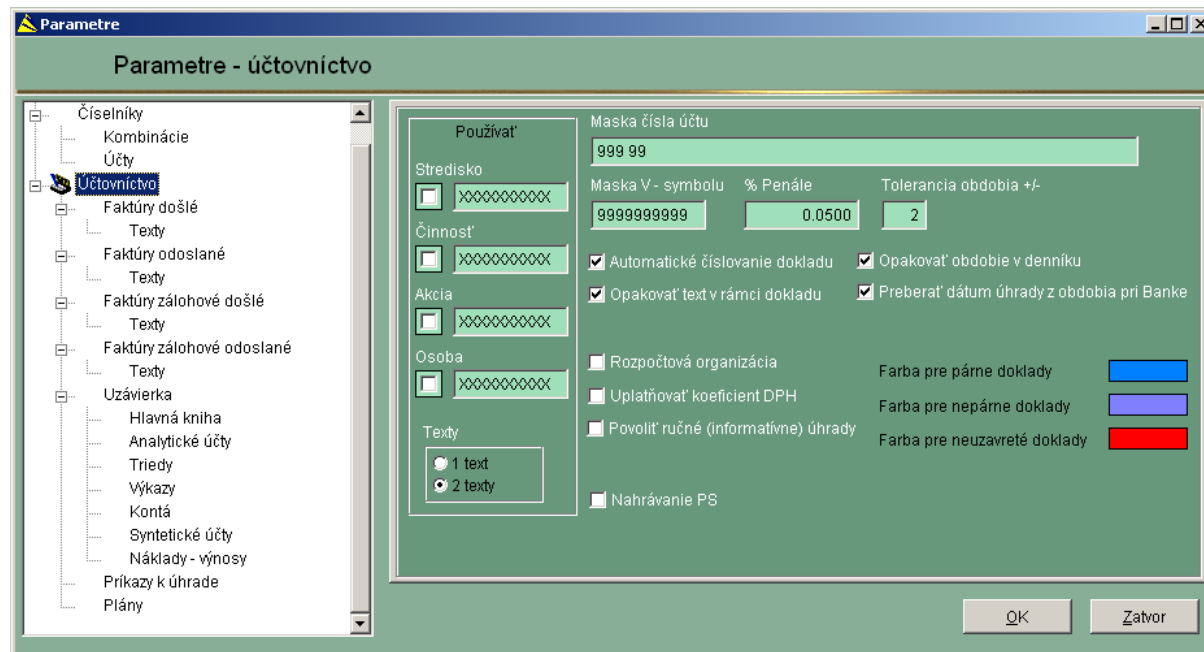 Parametre
Parametre - účtovníctvo
Číselníky
Kombinácie
Účty
Účtovníctvo
Faktúry došlé
Texty
Faktúry odoslané
Texty
Faktúry zálohové došlé
Texty
Faktúry zálohové odoslané
Texty
Uzávierka
Hlavná kniha
Analytické účty
Triedy
Výkazy
Kontá
Syntetické účty
Náklady - výnosy
Príkazy k úhrade
Plány
Používať
Stredisko
XXXXXXXXXX
Činnosť
XXXXXXXXXX
Akcia
XXXXXXXXXX
Osoba
XXXXXXXXXX
Texty
1 text
2 texty
Maska čísla účtu
999 99
Maska V - symbolu % Penále Tolerancia obdobia +/-
9999999999 0.0500 2
Automatické číslovanie dokladu Opakovať obdobie v denníku
Opakovať text v rámci dokladu Preberať dátum úhrady z obdobia pri Banke
Rozpočtová organizácia
Uplatňovať koeficient DPH
Povoliť ručné (informatívne) úhrady
Nahrávanie PS
Farba pre párne doklady
Farba pre nepárne doklady
Farba pre neuzavreté doklady
OK Zatvor